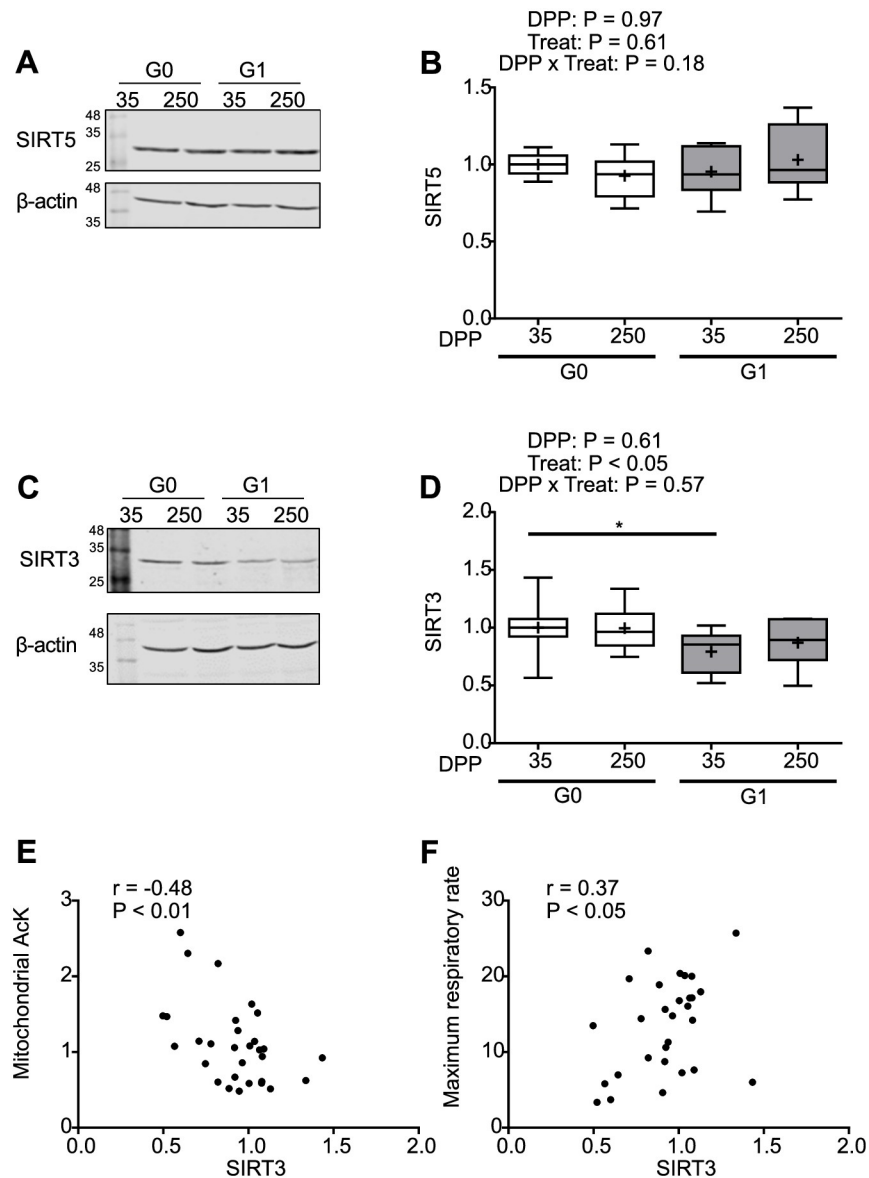 A
G0 G1
35 250 35 250
48
35
SIRT5
25
48
β-actin
35
B
DPP: P = 0.97
Treat: P = 0.61
DPP x Treat: P = 0.18
1.5
1.0
SIRT5
0.5
0.0
DPP 35 250 35 250
G0 G1
C
G0 G1
35 250 35 250
48
35
SIRT3
25
48
β-actin
35
D
DPP: P = 0.61
Treat: P < 0.05
DPP x Treat: P = 0.57
2.0
*
1.5
SIRT3
1.0
0.5
0.0
DPP 35 250 35 250
G0 G1
E
r = -0.48
P < 0.01
Mitochondrial AcK
3
2
1
0
0.0 0.5 1.0 1.5 2.0
SIRT3
F
r = 0.37
P < 0.05
Maximum respiratory rate
30
20
10
0
0.0 0.5 1.0 1.5 2.0
SIRT3